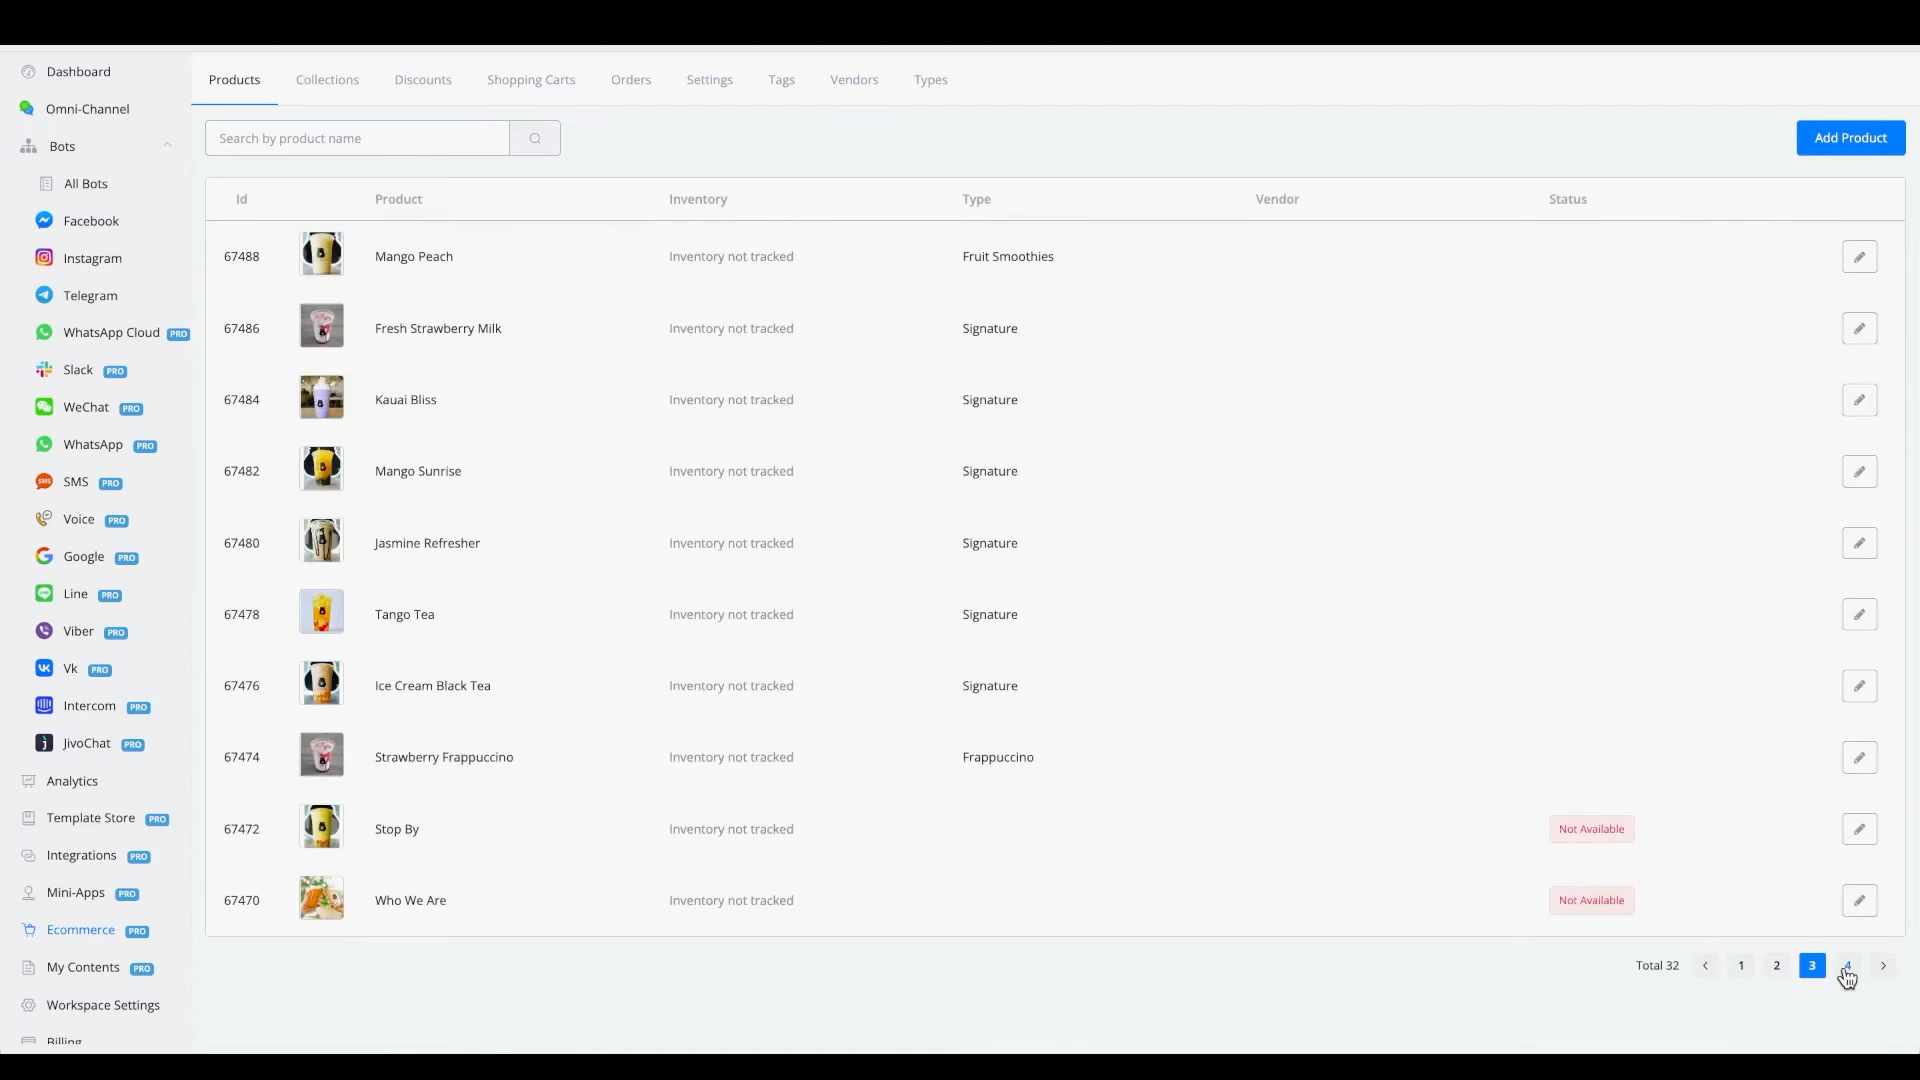 Dashboard
Omni-Channel
Bots
All Bots
Facebook
Instagram
Telegram
WhatsApp Cloud PRO
Slack PRO
WeChat PRO
WhatsApp PRO
SMS PRO
Voice PRO
Google PRO
Line PRO
Viber PRO
Vk PRO
Intercom PRO
JivoChat PRO
Analytics
Template Store PRO
Integrations PRO
Mini-Apps PRO
Ecommerce PRO
My Contents PRO
Workspace Settings
Billing
Products Collections Discounts Shopping Carts Orders Settings Tags Vendors Types
Search by product name
Add Product
Id Product Inventory Type Vendor Status
67488 Mango Peach Inventory not tracked Fruit Smoothies
67486 Fresh Strawberry Milk Inventory not tracked Signature
67484 Kauai Bliss Inventory not tracked Signature
67482 Mango Sunrise Inventory not tracked Signature
67480 Jasmine Refresher Inventory not tracked Signature
67478 Tango Tea Inventory not tracked Signature
67476 Ice Cream Black Tea Inventory not tracked Signature
67474 Strawberry Frappuccino Inventory not tracked Frappuccino
67472 Stop By Inventory not tracked Not Available
67470 Who We Are Inventory not tracked Not Available
Total 32 < 1 2 3 4 >